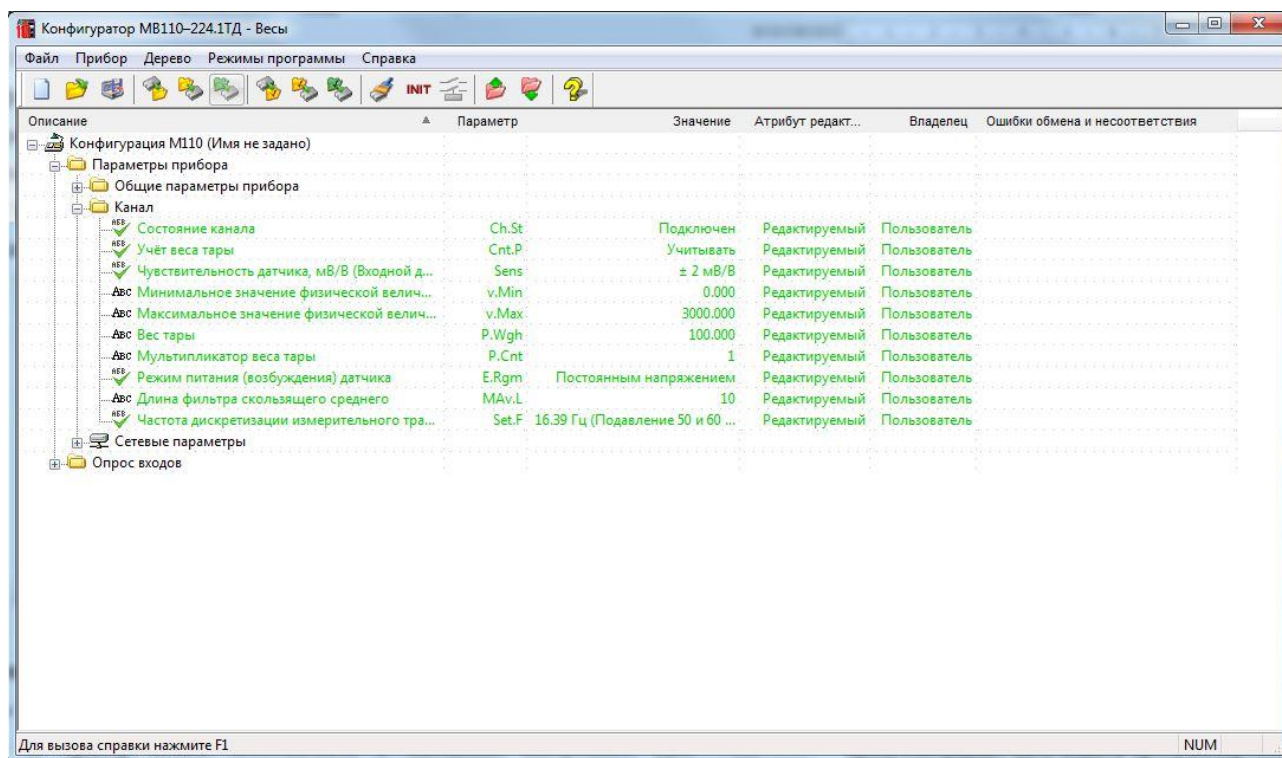 Конфигуратор МВ110–224.1ТД - Весы
Файл Прибор Дерево Режимы программы Справка
INIT
Описание Параметр Значение Атрибут редакт... Владелец Ошибки обмена и несоответствия
Конфигурация М110 (Имя не задано)
Параметры прибора
Общие параметры прибора
Канал
Состояние канала Ch.St Подключен Редактируемый Пользователь
Учёт веса тары Cnt.P Учитывать Редактируемый Пользователь
Чувствительность датчика, мВ/В (Входной д... Sens ± 2 мВ/В Редактируемый Пользователь
Авс Минимальное значение физической велич... v.Min 0.000 Редактируемый Пользователь
Авс Максимальное значение физической велич... v.Max 3000.000 Редактируемый Пользователь
Авс Вес тары P.Wgh 100.000 Редактируемый Пользователь
Авс Мультипликатор веса тары P.Cnt 1 Редактируемый Пользователь
Режим питания (возбуждения) датчика E.Rgm Постоянным напряжением Редактируемый Пользователь
Авс Длина фильтра скользящего среднего MAv.L 10 Редактируемый Пользователь
Частота дискретизации измерительного тра... Set.F 16.39 Гц (Подавление 50 и 60 ... Редактируемый Пользователь
Сетевые параметры
Опрос входов
Для вызова справки нажмите F1 NUM